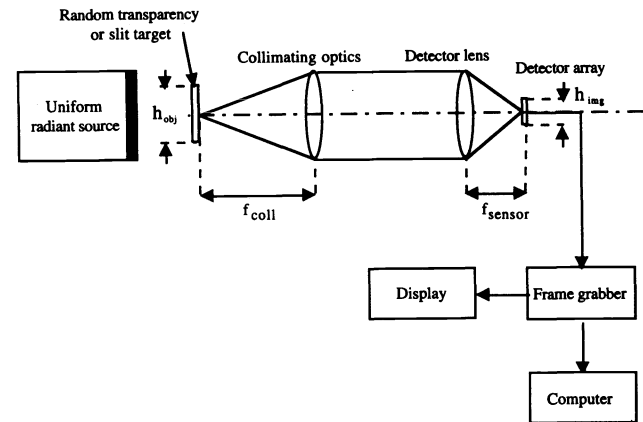 Random transparency
or slit target
Collimating optics
Detector lens
Detector array
Uniform
radiant source
h obj
h img
f coll
f sensor
Display
Frame grabber
Computer